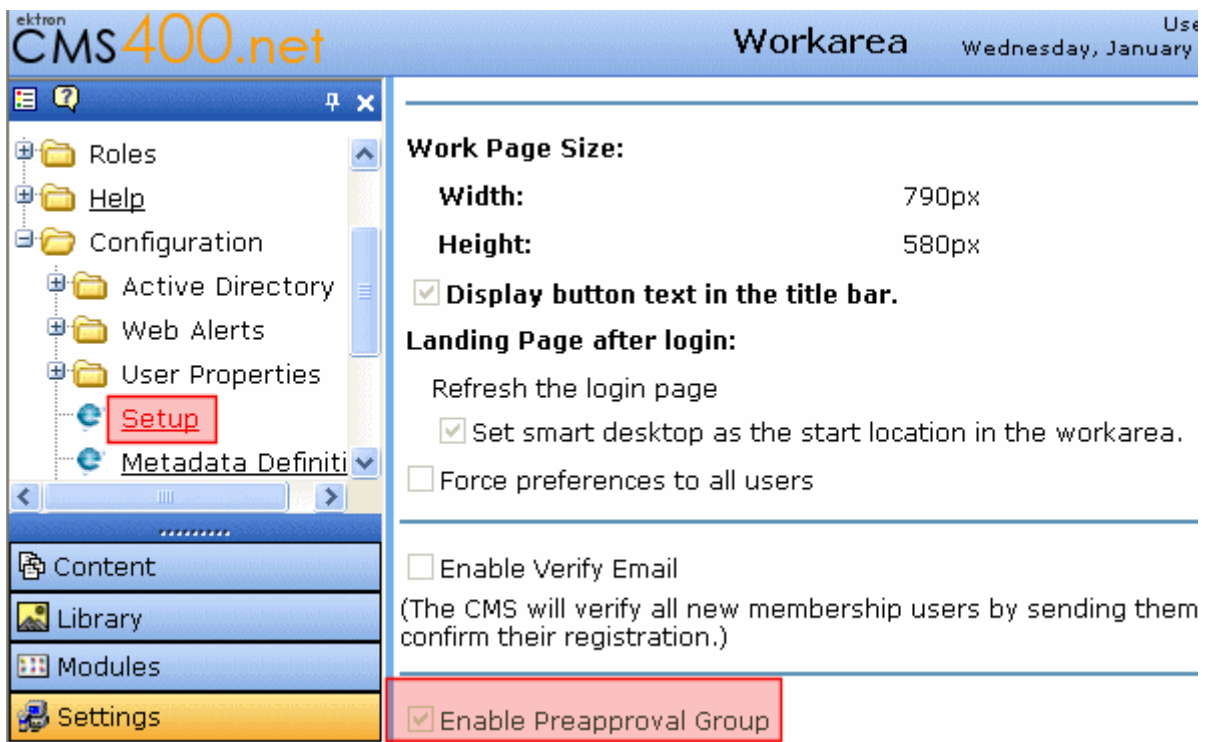 ektron
CMS400.net
Workarea
Use
Wednesday, January
Roles
Help
Configuration
Active Directory
Web Alerts
User Properties
Setup
Metadata Definiti
Content
Library
Modules
Settings
Work Page Size:
Width: 790px
Height: 580px
Display button text in the title bar.
Landing Page after login:
Refresh the login page
Set smart desktop as the start location in the workarea.
Force preferences to all users
Enable Verify Email
(The CMS will verify all new membership users by sending them
confirm their registration.)
Enable Preapproval Group